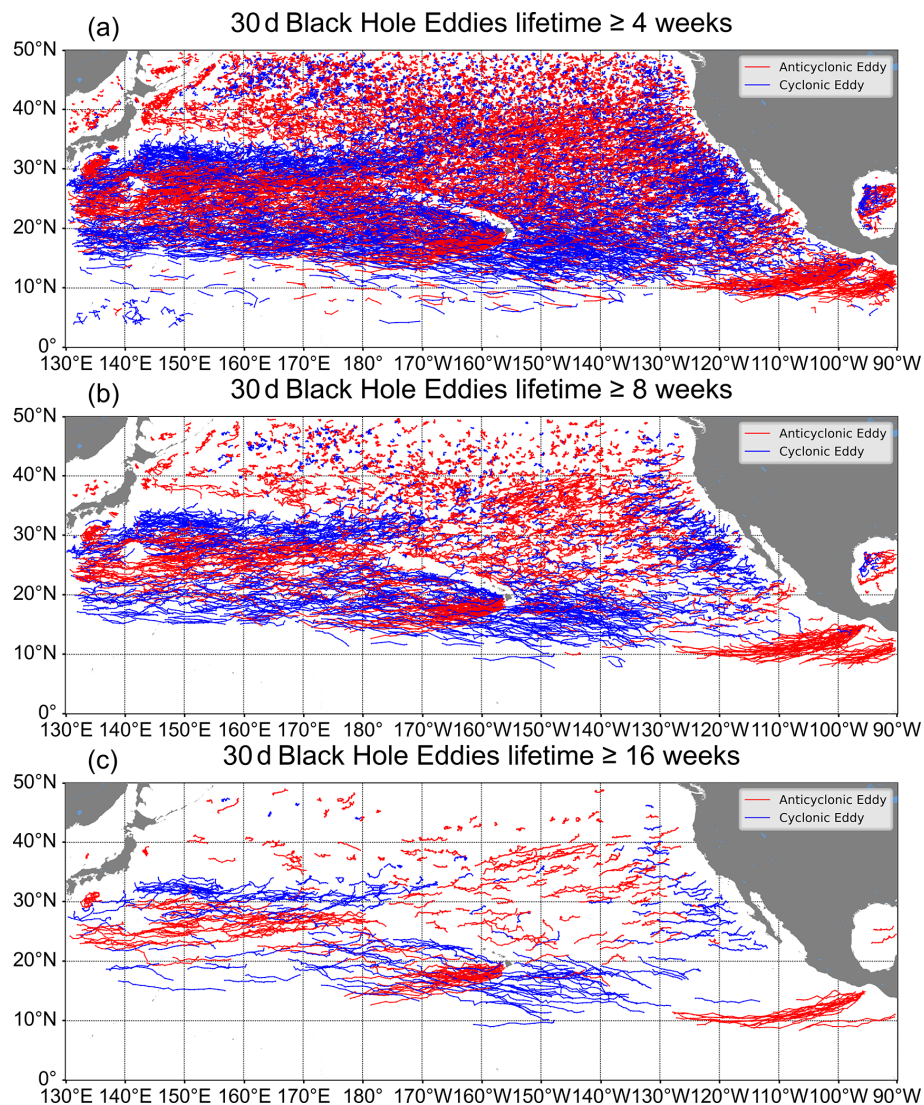 (a) 30 d Black Hole Eddies lifetime ≥ 4 weeks
50°N
40°N
30°N
20°N
10°N
0°
Anticyclonic Eddy
Cyclonic Eddy
130°E 140°E 150°E 160°E 170°E 180° 170°W 160°W 150°W 140°W 130°W 120°W 110°W 100°W 90°W
(b) 30 d Black Hole Eddies lifetime ≥ 8 weeks
50°N
40°N
30°N
20°N
10°N
0°
Anticyclonic Eddy
Cyclonic Eddy
130°E 140°E 150°E 160°E 170°E 180° 170°W 160°W 150°W 140°W 130°W 120°W 110°W 100°W 90°W
(c) 30 d Black Hole Eddies lifetime ≥ 16 weeks
50°N
40°N
30°N
20°N
10°N
0°
Anticyclonic Eddy
Cyclonic Eddy
130°E 140°E 150°E 160°E 170°E 180° 170°W 160°W 150°W 140°W 130°W 120°W 110°W 100°W 90°W